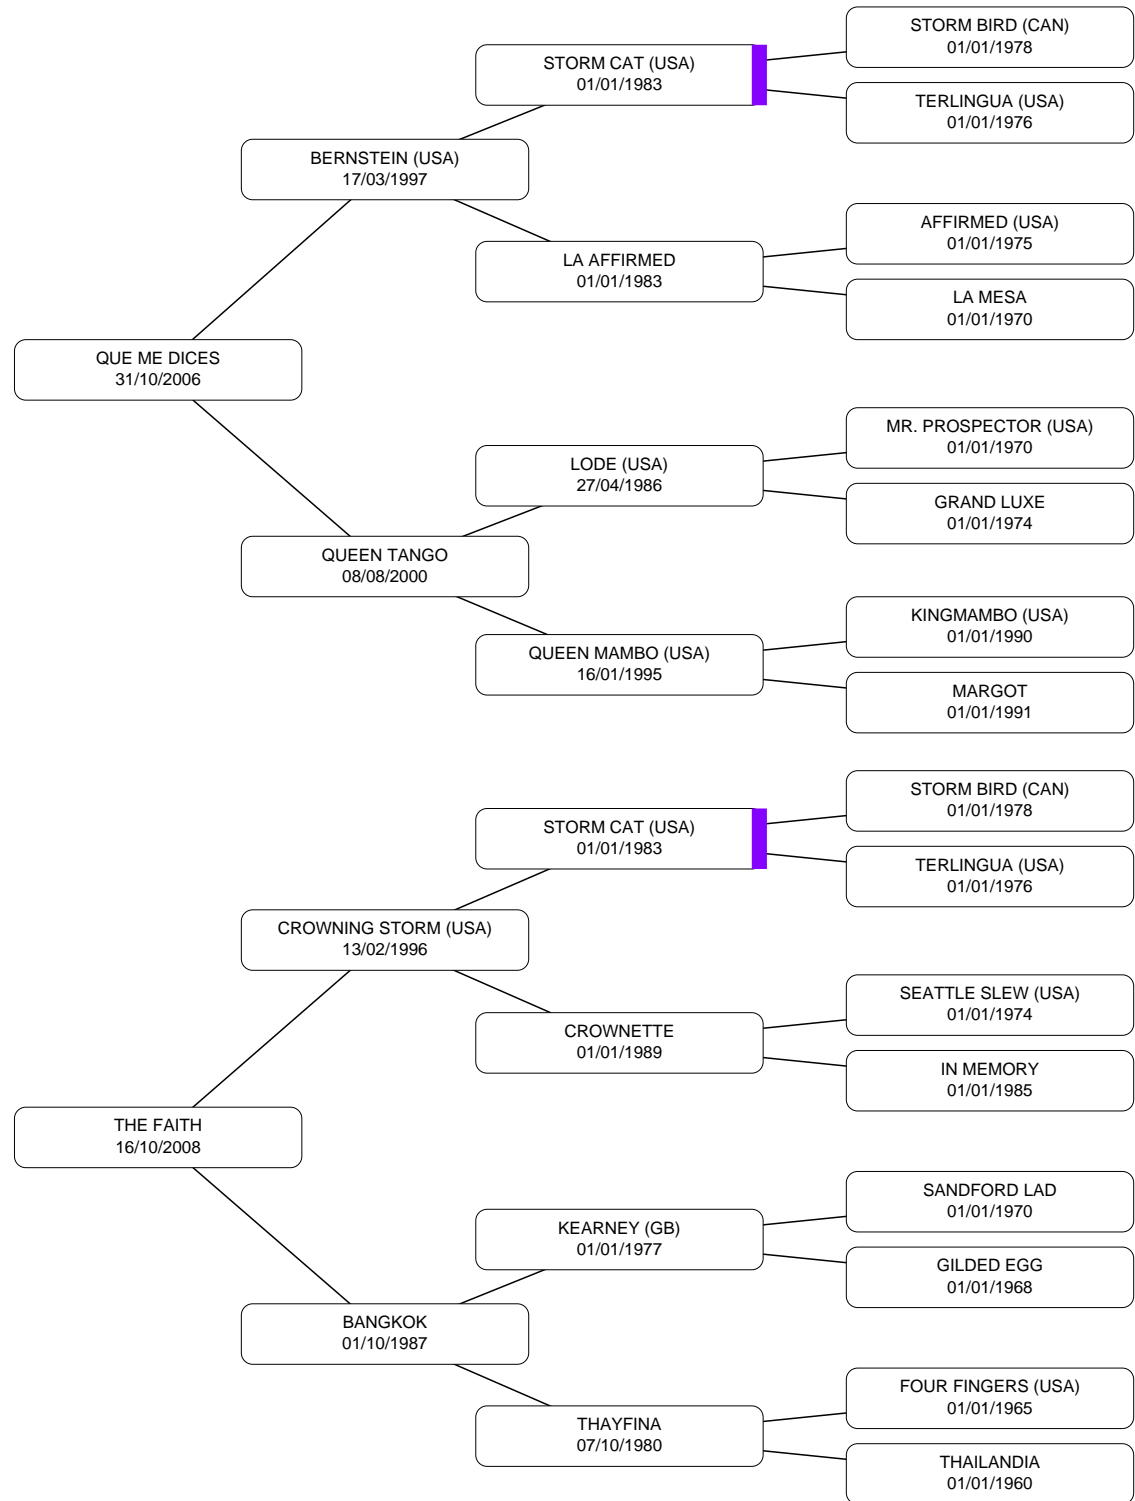 STORM BIRD (CAN)
01/01/1978
STORM CAT (USA)
01/01/1983
TERLINGUA (USA)
01/01/1976
BERNSTEIN (USA)
17/03/1997
AFFIRMED (USA)
01/01/1975
LA AFFIRMED
01/01/1983
LA MESA
01/01/1970
QUE ME DICES
31/10/2006
MR. PROSPECTOR (USA)
01/01/1970
LODE (USA)
27/04/1986
GRAND LUXE
01/01/1974
QUEEN TANGO
08/08/2000
KINGMAMBO (USA)
01/01/1990
QUEEN MAMBO (USA)
16/01/1995
MARGOT
01/01/1991
STORM BIRD (CAN)
01/01/1978
STORM CAT (USA)
01/01/1983
TERLINGUA (USA)
01/01/1976
CROWNING STORM (USA)
13/02/1996
SEATTLE SLEW (USA)
01/01/1974
CROWNETTE
01/01/1989
IN MEMORY
01/01/1985
THE FAITH
16/10/2008
SANDFORD LAD
01/01/1970
KEARNEY (GB)
01/01/1977
GILDED EGG
01/01/1968
BANGKOK
01/10/1987
FOUR FINGERS (USA)
01/01/1965
THAYFINA
07/10/1980
THAILANDIA
01/01/1960